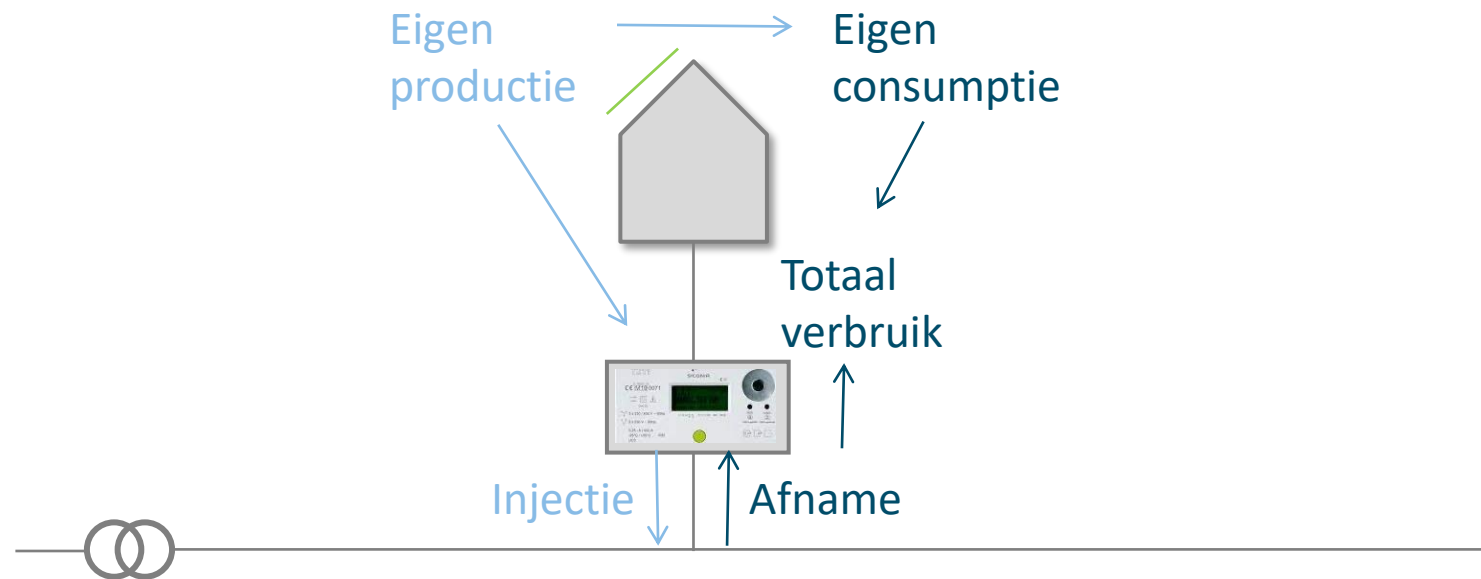 Eigen
productie
Eigen
consumptie
Totaal
verbruik
Injectie
Afname